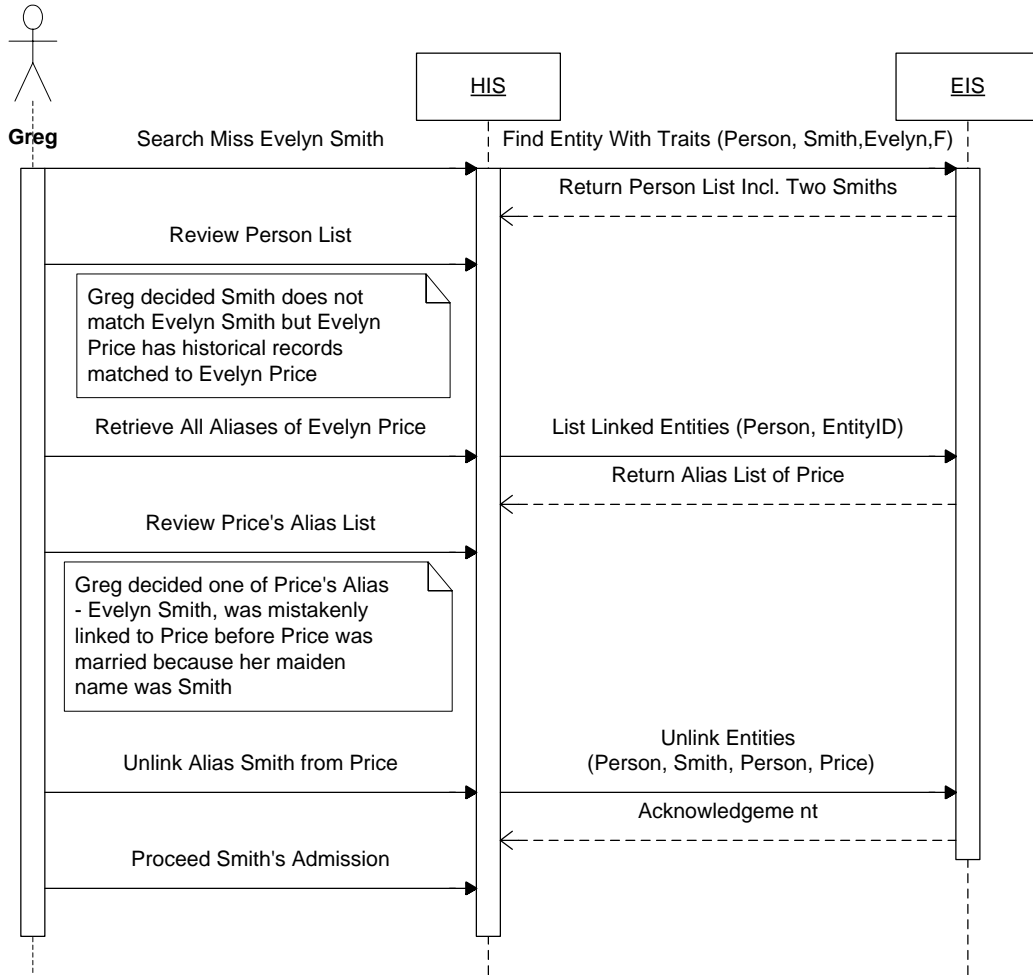 HIS
EIS
Greg
Search Miss Evelyn Smith
Find Entity With Traits (Person, Smith,Evelyn,F)
Return Person List Incl. Two Smiths
Review Person List
Greg decided Smith does not
match Evelyn Smith but Evelyn
Price has historical records
matched to Evelyn Price
Retrieve All Aliases of Evelyn Price
List Linked Entities (Person, EntityID)
Return Alias List of Price
Review Price's Alias List
Greg decided one of Price's Alias
- Evelyn Smith, was mistakenly
linked to Price before Price was
married because her maiden
name was Smith
Unlink Alias Smith from Price
Unlink Entities
(Person, Smith, Person, Price)
Acknowledgeme nt
Proceed Smith's Admission